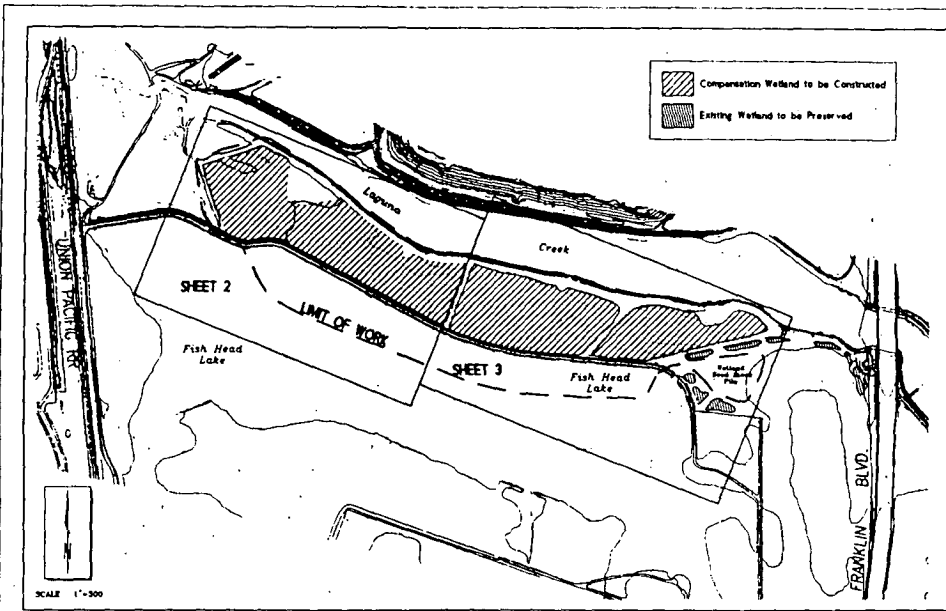 Compensation Wetland to be Constructed
Existing Wetland to be Preserved
Laguna
Creek
UNION PACIFIC RR
SHEET 2
LIMIT OF WORK
Fish Head
Lake
SHEET 3
Fish Head
Lake
Wetland
FRANKLIN BLVD.
N
SCALE 1"=300